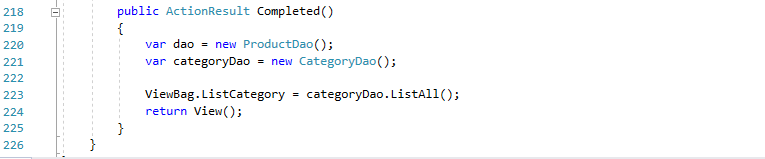 218 public ActionResult Completed()
219 {
220 var dao = new ProductDao();
221 var categoryDao = new CategoryDao();
222
223 ViewBag.ListCategory = categoryDao.ListAll();
224 return View();
225 }
226 }